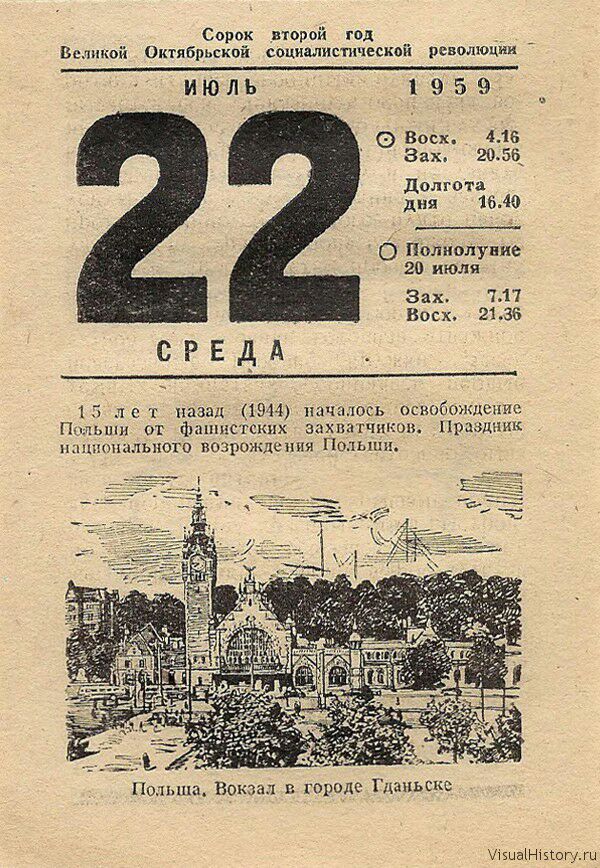 Сорок второй год
Великой Октябрьской социалистической революции
ИЮЛЬ 1959
22
Восх. 4.16
Зах. 20.56
Долгота
дня 16.40
Полнолуние
20 июля
Зах. 7.17
Восх. 21.36
СРЕДА
15 лет назад (1944) началось освобождение
Польши от фашистских захватчиков. Праздник
национального возрождения Польши.
Польша. Вокзал в городе Гданьске
VisualHistory.ru